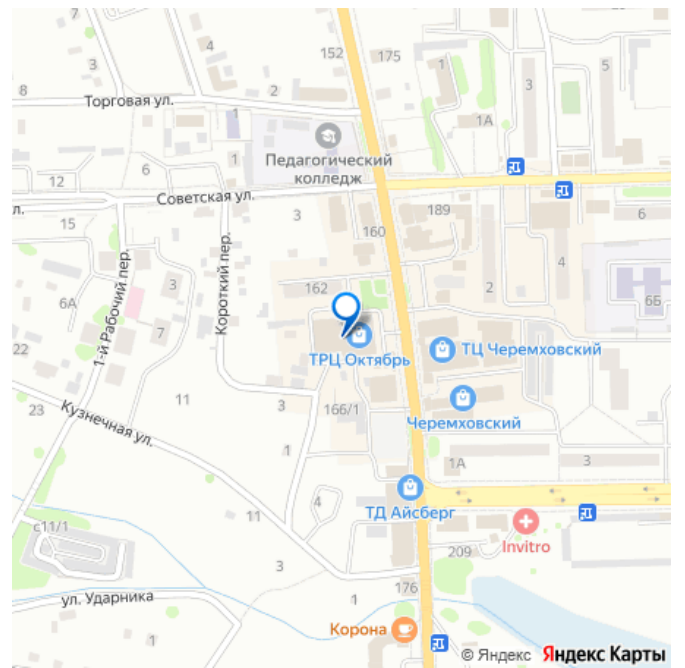 3
4
152
175
7
8
2
1
3
5
Торговая ул.
1
1А
Педагогический
колледж
1
6
12
Советская ул.
ул.
15
3
189
6
160
Короткий пер.
4
162
2
6Б
3
6А
7
1-й Рабочий пер.
22
ТРЦ Октябрь
ТЦ Черемховский
23
11
3
166/1
Черемховский
Кузнечная ул.
1
1А
3
4
ТД Айсберг
с11/1
11
Invitro
209
3
176
ул. Ударника
1
1
Корона
© Яндекс Яндекс Карты